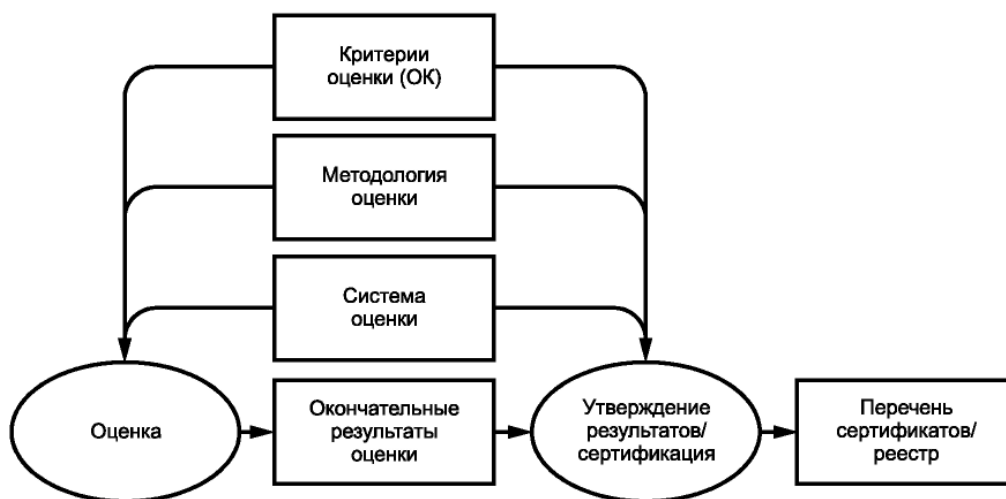 Критерии
оценки (ОК)
Методология
оценки
Система
оценки
Оценка
Окончательные
результаты
оценки
Утверждение
результатов/
сертификация
Перечень
сертификатов/
реестр